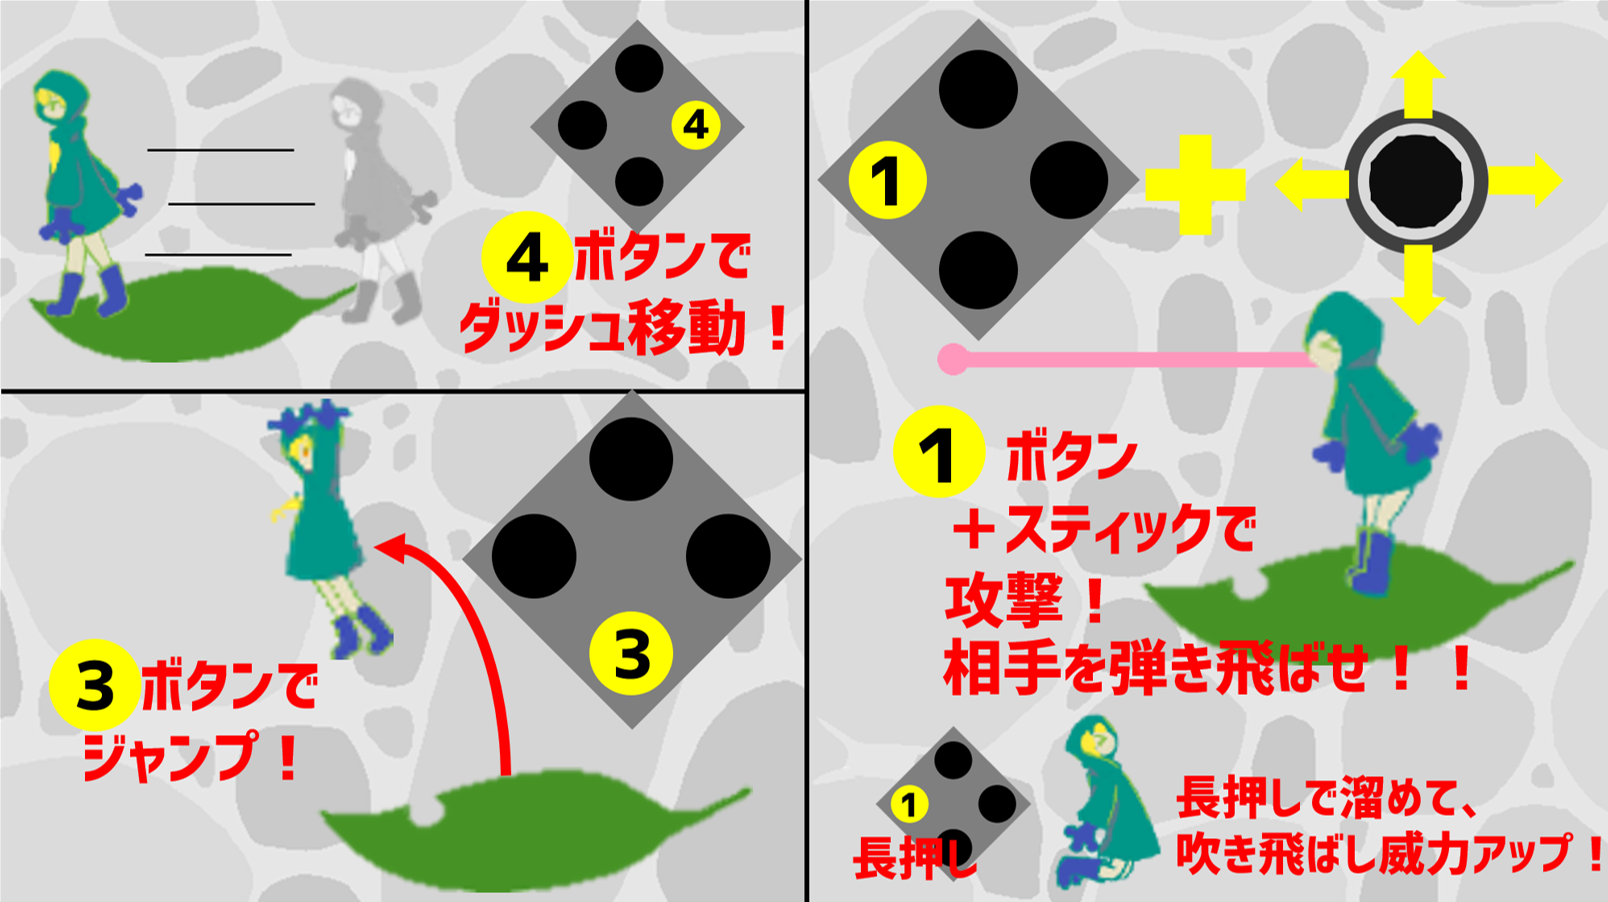 4
4ボタンで
ダッシュ移動！
3
3ボタンで
ジャンプ！
1
1 ボタン
＋スティックで
攻撃！
相手を弾き飛ばせ！！
1
長押し
長押しで溜めて、
吹き飛ばし威力アップ！